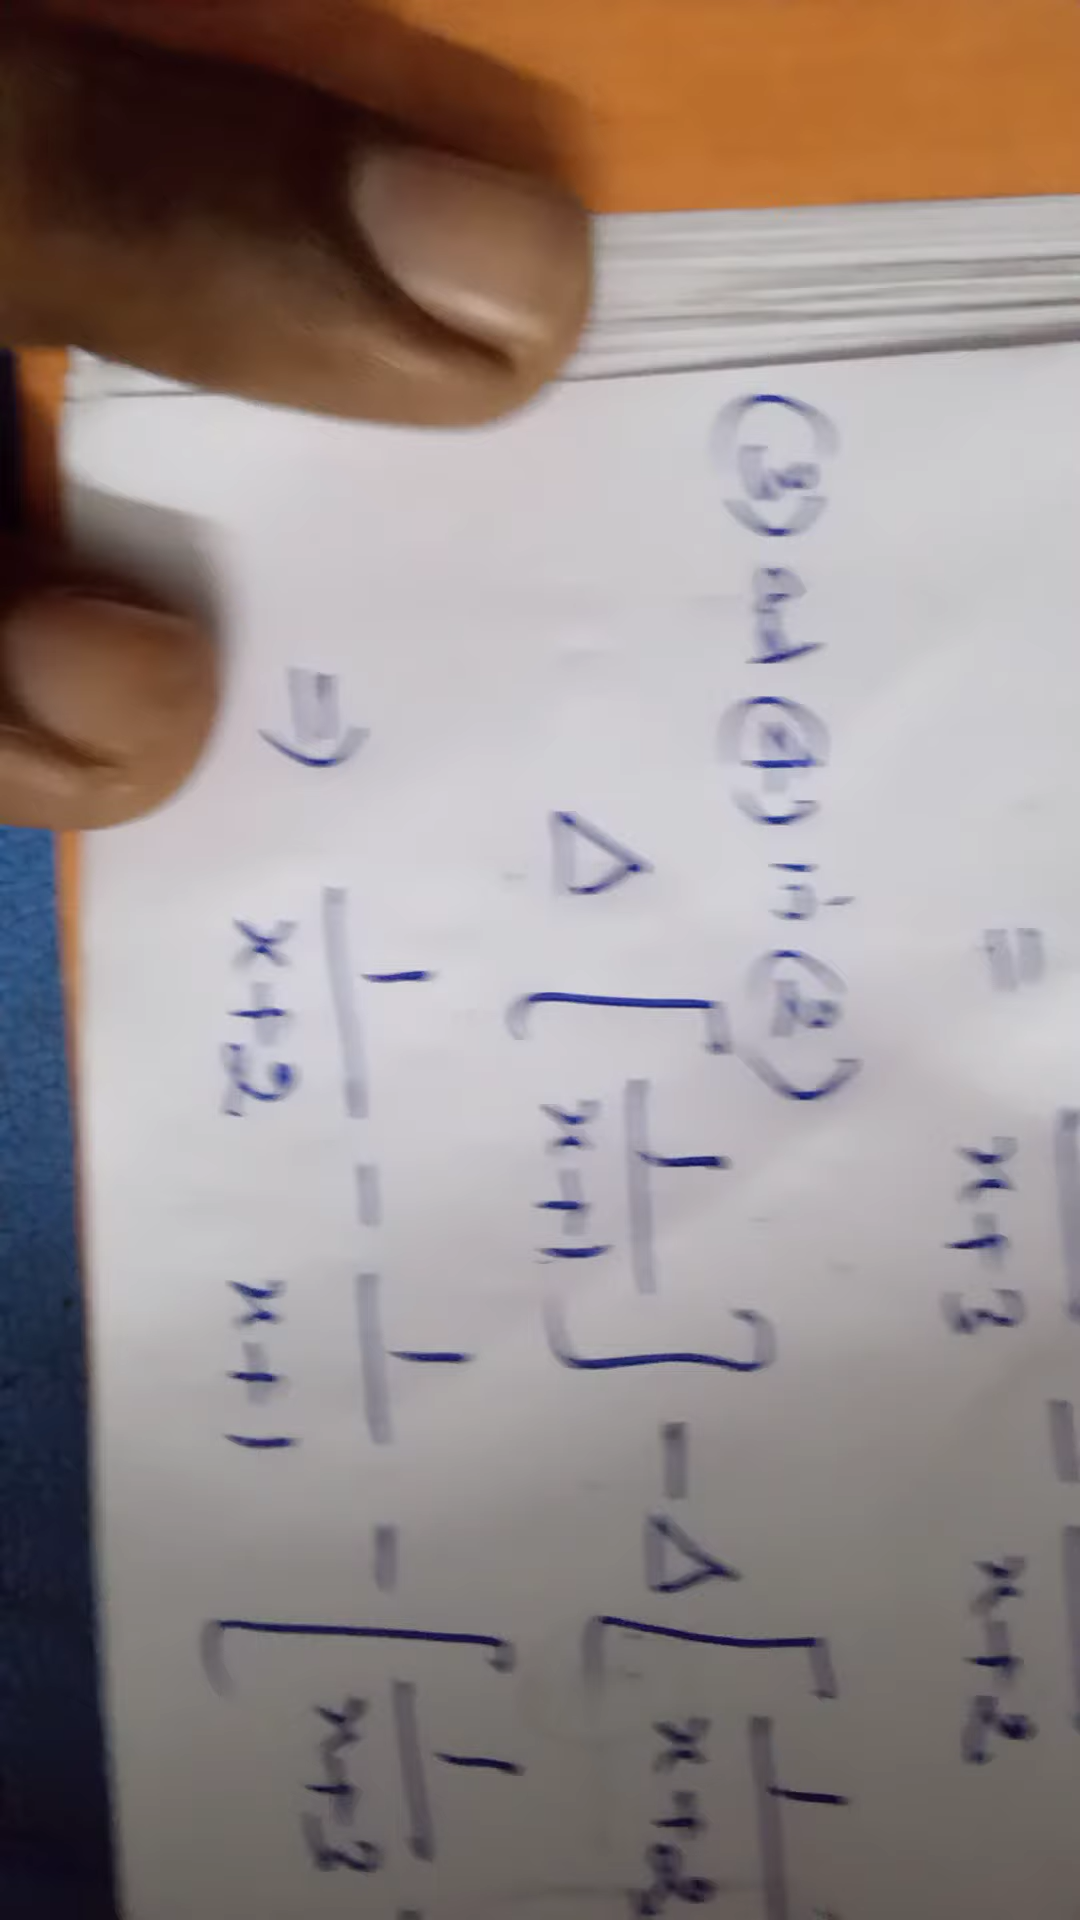 = 1/(x+3) - 1/(x+2)
(3) and (4) in (2)
Δ[1/(x+1)] - Δ[1/(x+2)
⇒ 1/(x+2) - 1/(x+1) - [1/(x+3)